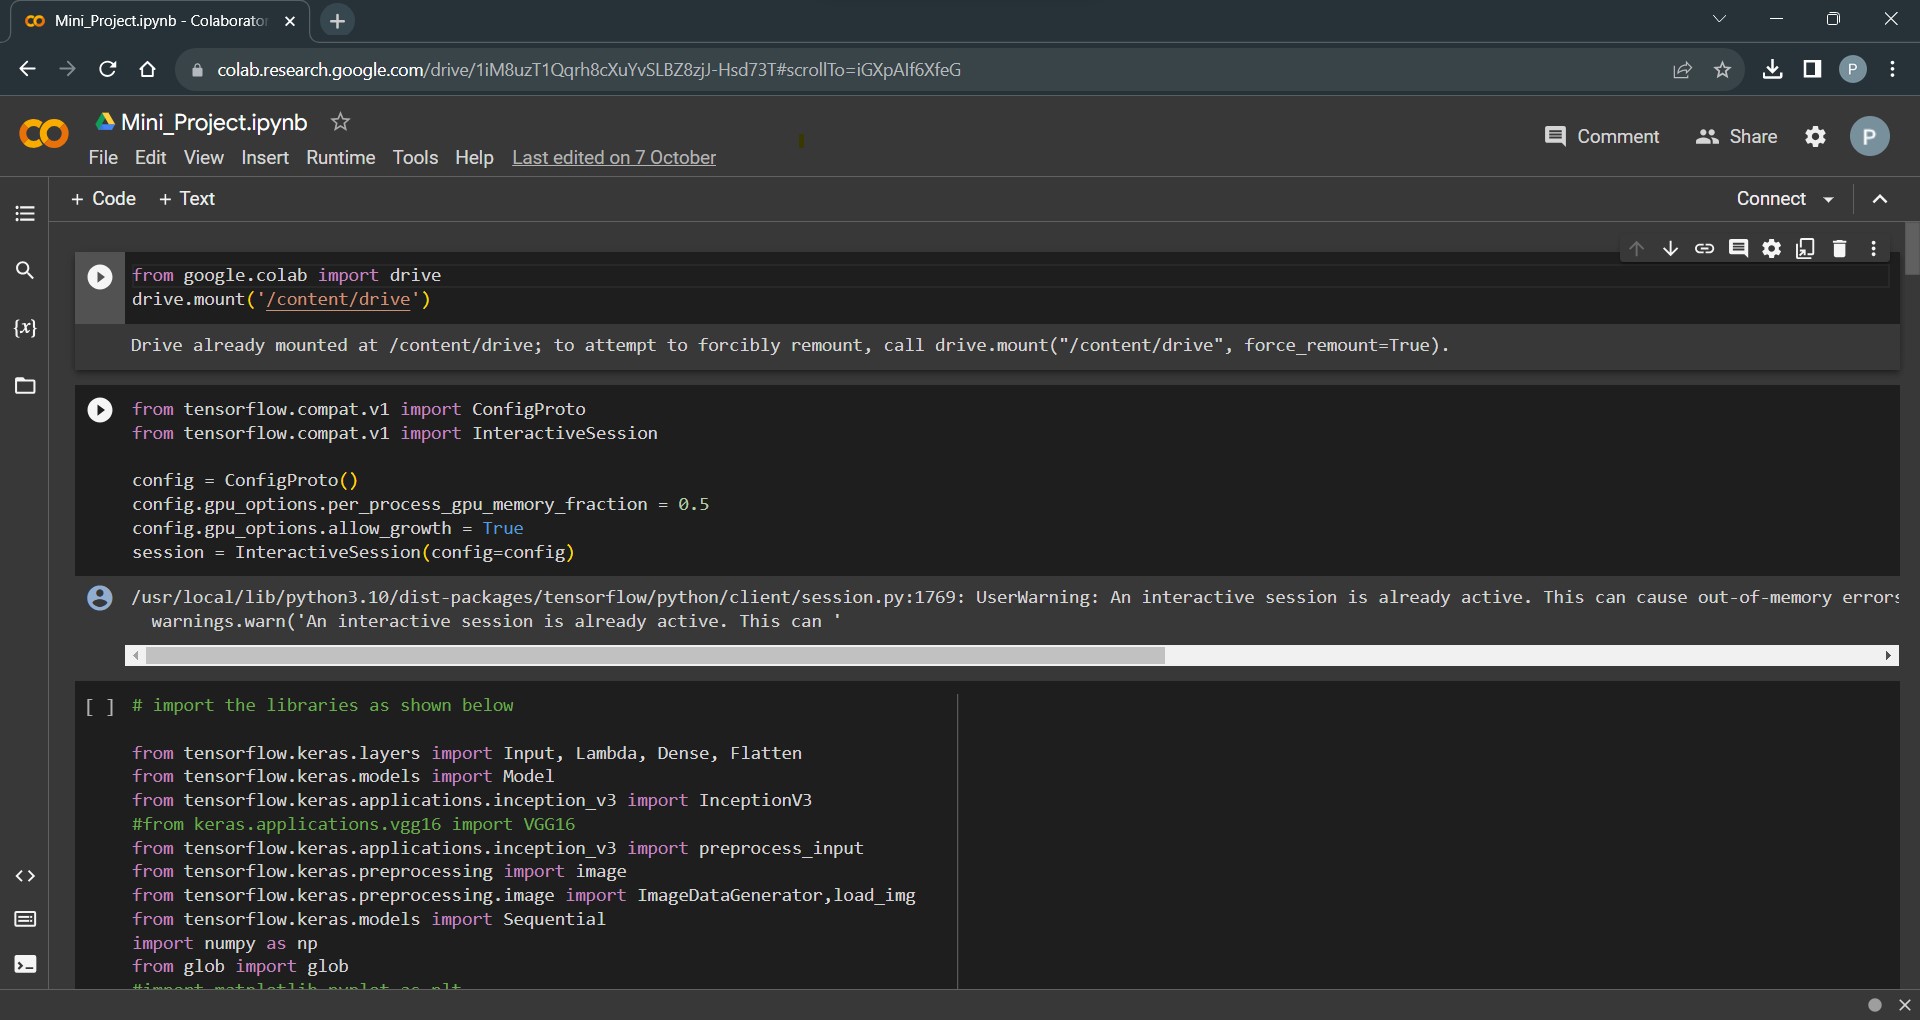 Mini_Project.ipynb - Colaborator
colab.research.google.com/drive/1iM8uzT1Qqrh8cXuYvSLBZ8zjJ-Hsd73T#scrollTo=iGXpAlf6XfeG
P
Mini_Project.ipynb
File Edit View Insert Runtime Tools Help Last edited on 7 October
Comment Share P
+ Code + Text
Connect
from google.colab import drive
drive.mount('/content/drive')
Drive already mounted at /content/drive; to attempt to forcibly remount, call drive.mount("/content/drive", force_remount=True).
{x}
from tensorflow.compat.v1 import ConfigProto
from tensorflow.compat.v1 import InteractiveSession
config = ConfigProto()
config.gpu_options.per_process_gpu_memory_fraction = 0.5
config.gpu_options.allow_growth = True
session = InteractiveSession(config=config)
/usr/local/lib/python3.10/dist-packages/tensorflow/python/client/session.py:1769: UserWarning: An interactive session is already active. This can cause out-of-memory errors
warnings.warn('An interactive session is already active. This can '
[ ] # import the libraries as shown below
from tensorflow.keras.layers import Input, Lambda, Dense, Flatten
from tensorflow.keras.models import Model
from tensorflow.keras.applications.inception_v3 import InceptionV3
#from keras.applications.vgg16 import VGG16
from tensorflow.keras.applications.inception_v3 import preprocess_input
from tensorflow.keras.preprocessing import image
from tensorflow.keras.preprocessing.image import ImageDataGenerator,load_img
from tensorflow.keras.models import Sequential
import numpy as np
from glob import glob
#import matplotlib.pyplot as plt